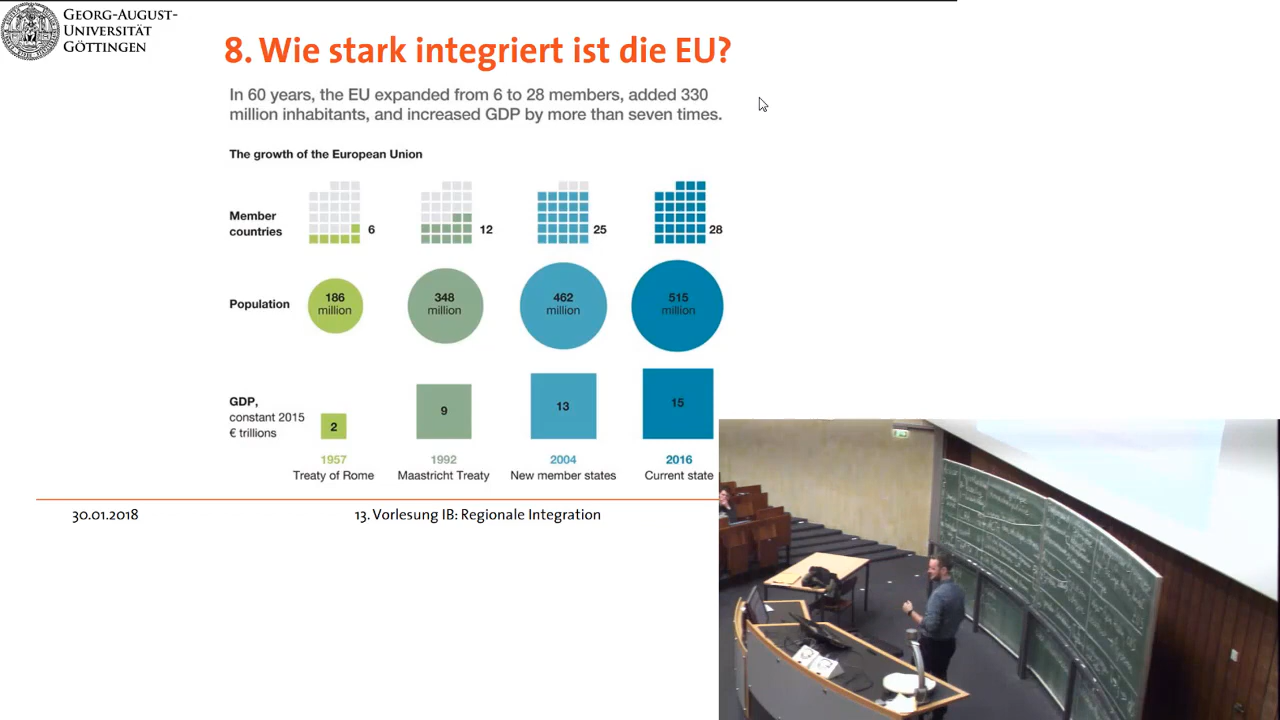 GEORG-AUGUST-
UNIVERSITÄT
GÖTTINGEN
8. Wie stark integriert ist die EU?
In 60 years, the EU expanded from 6 to 28 members, added 330
million inhabitants, and increased GDP by more than seven times.
The growth of the European Union
Member
countries
6
12
25
28
Population
186
million
348
million
462
million
515
million
GDP,
constant 2015
€ trillions
2
9
13
15
1957
Treaty of Rome
1992
Maastricht Treaty
2004
New member states
2016
Current state
30.01.2018
13. Vorlesung IB: Regionale Integration